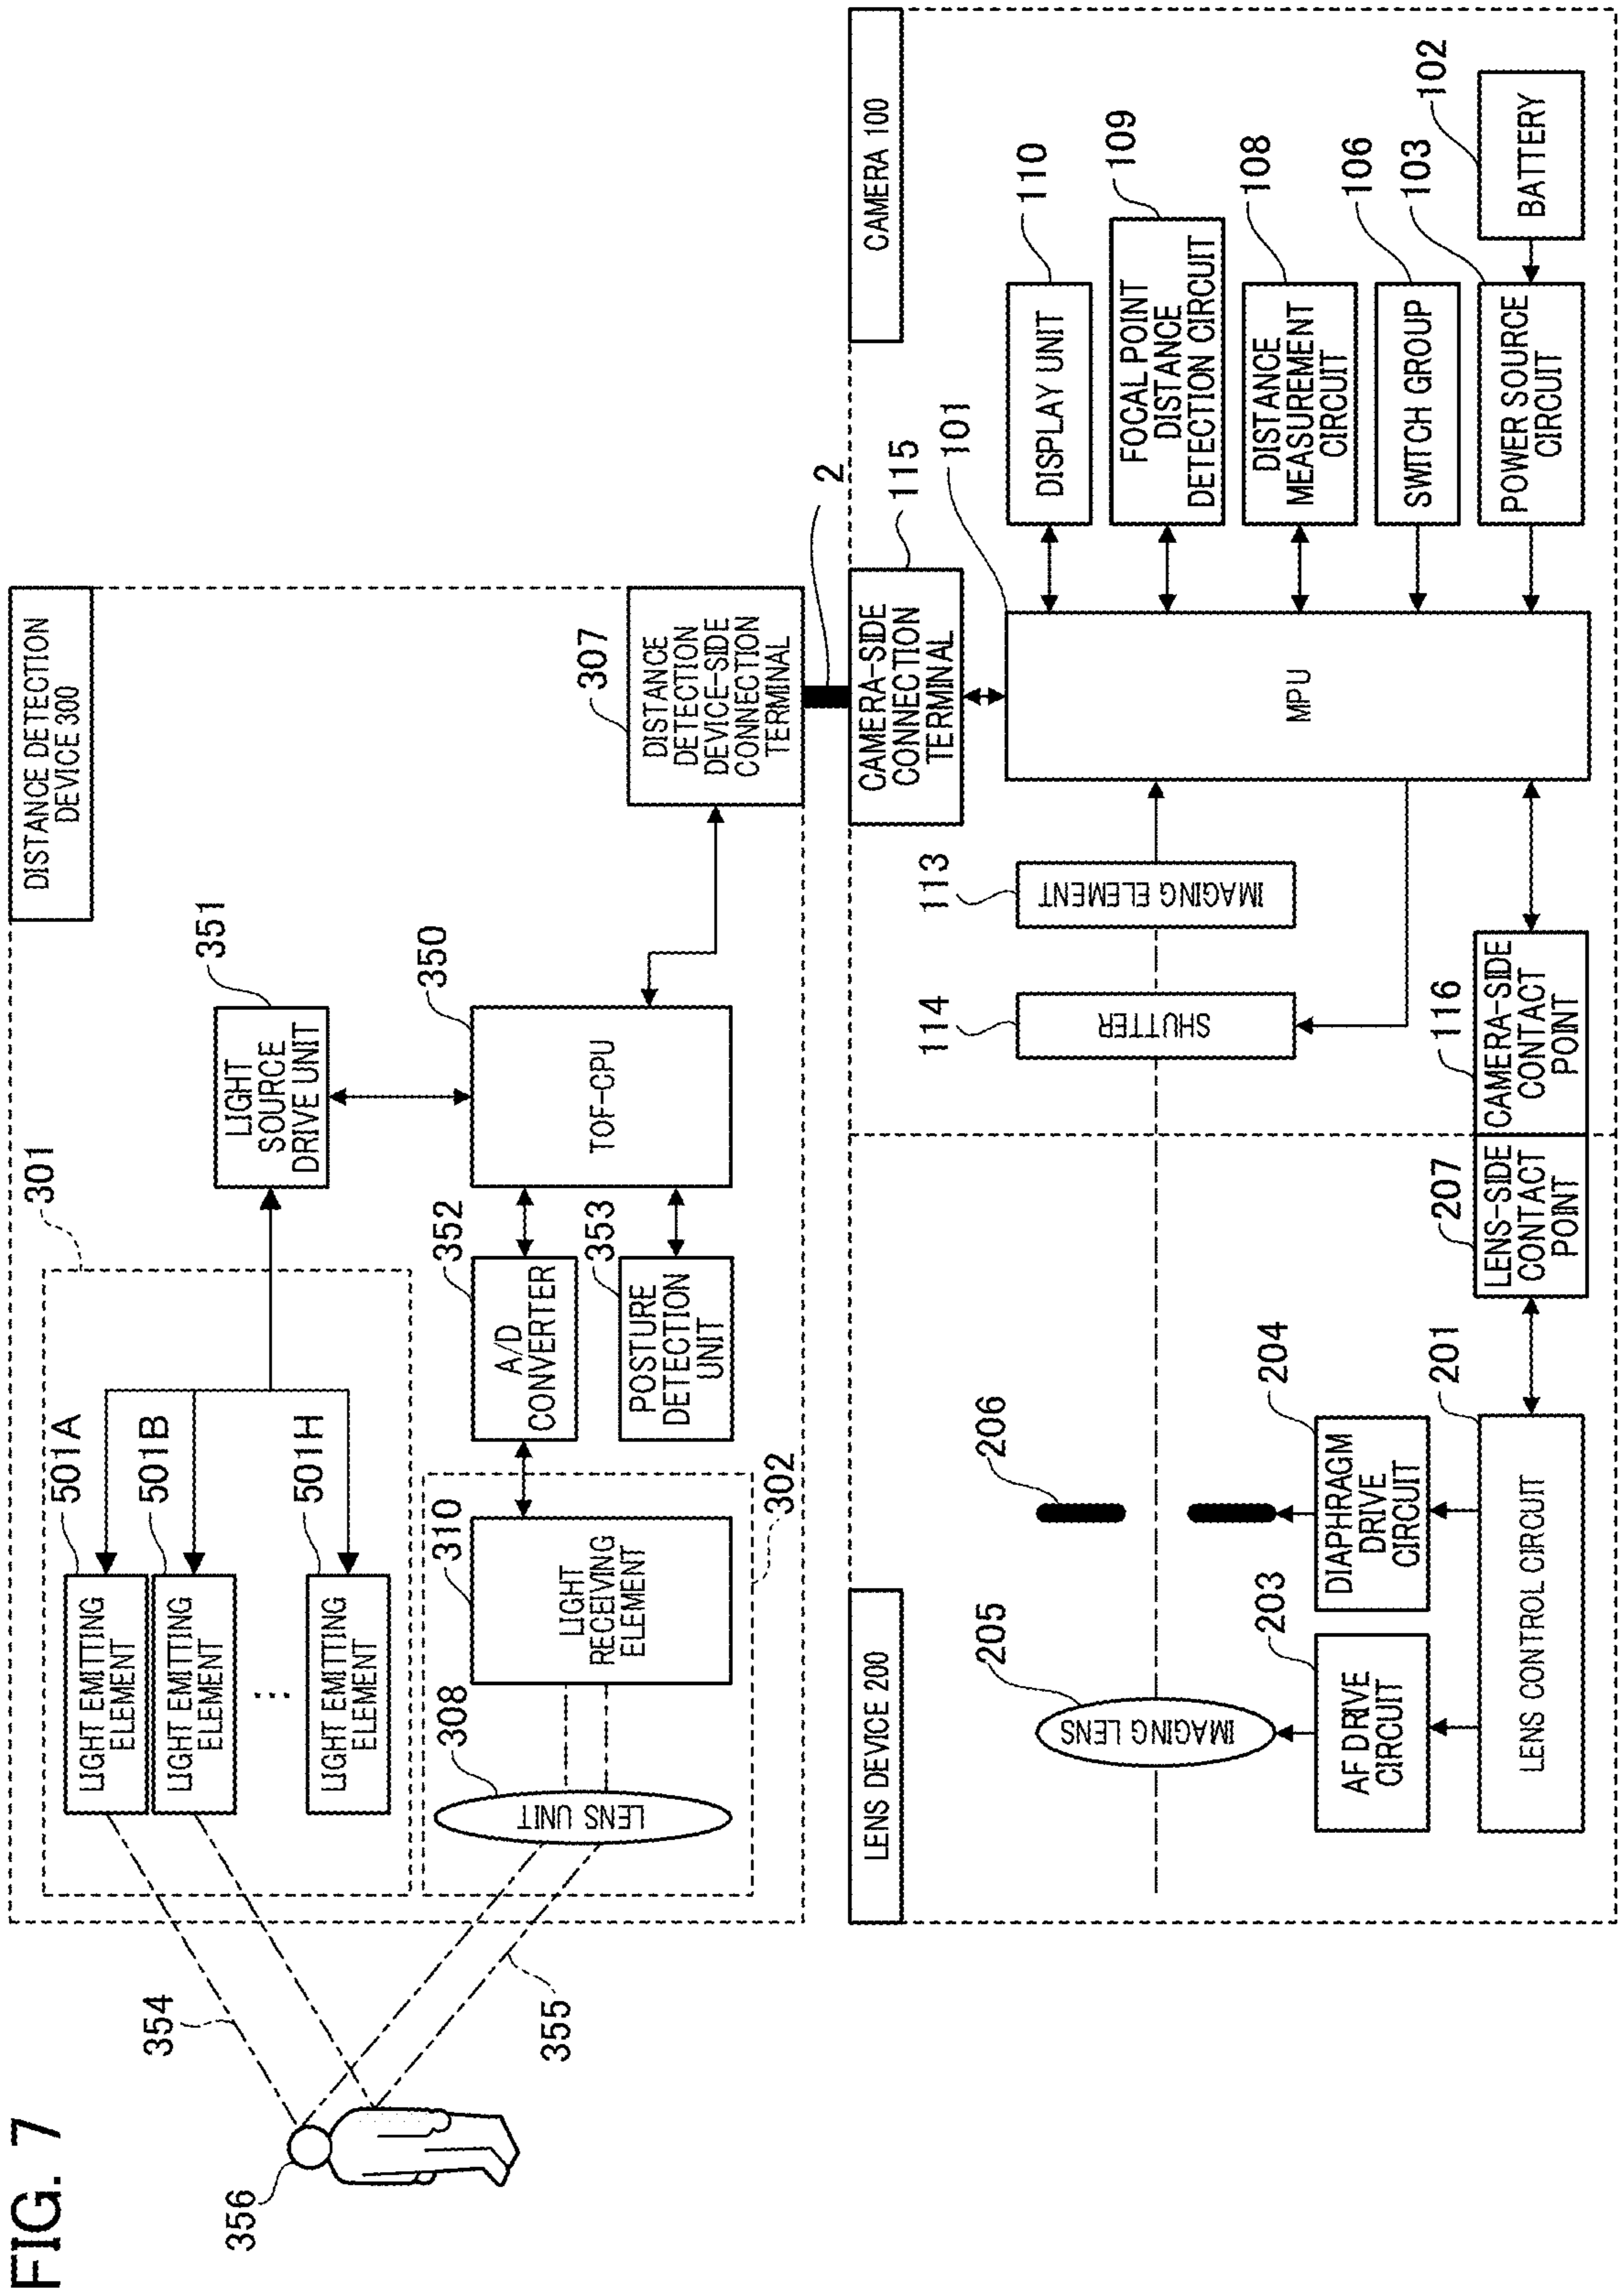 FIG. 7
DISTANCE DETECTION
DEVICE 300
301
351
LIGHT
SOURCE
DRIVE UNIT
501A
LIGHT EMITTING
ELEMENT
501B
LIGHT EMITTING
ELEMENT
...
501H
LIGHT EMITTING
ELEMENT
354
356
355
350
TOF-CPU
352
A/D
CONVERTER
353
POSTURE
DETECTION
UNIT
310
LIGHT
RECEIVING
ELEMENT
302
308
LENS UNIT
307
DISTANCE
DETECTION
DEVICE-SIDE
CONNECTION
TERMINAL
2
CAMERA 100
115
CAMERA-SIDE
CONNECTION
TERMINAL
101
MPU
110
DISPLAY UNIT
109
FOCAL POINT
DISTANCE
DETECTION CIRCUIT
108
DISTANCE
MEASUREMENT
CIRCUIT
106
SWITCH GROUP
103
POWER SOURCE
CIRCUIT
102
BATTERY
113
IMAGING ELEMENT
114
SHUTTER
116
CAMERA-SIDE
CONTACT
POINT
LENS DEVICE 200
207
LENS-SIDE
CONTACT
POINT
206
205
IMAGING LENS
204
DIAPHRAGM
DRIVE
CIRCUIT
203
AF DRIVE
CIRCUIT
201
LENS CONTROL CIRCUIT